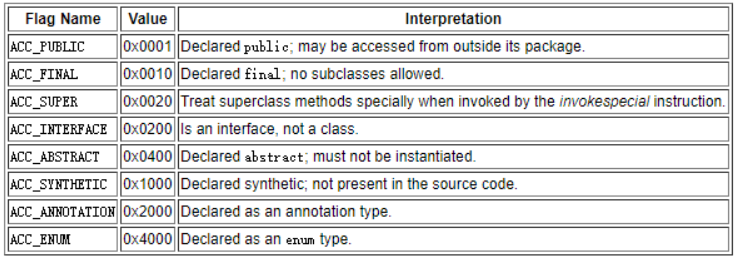 Flag Name Value Interpretation
ACC_PUBLIC 0x0001 Declared public; may be accessed from outside its package.
ACC_FINAL 0x0010 Declared final; no subclasses allowed.
ACC_SUPER 0x0020 Treat superclass methods specially when invoked by the invokespecial instruction.
ACC_INTERFACE 0x0200 Is an interface, not a class.
ACC_ABSTRACT 0x0400 Declared abstract; must not be instantiated.
ACC_SYNTHETIC 0x1000 Declared synthetic; not present in the source code.
ACC_ANNOTATION 0x2000 Declared as an annotation type.
ACC_ENUM 0x4000 Declared as an enum type.